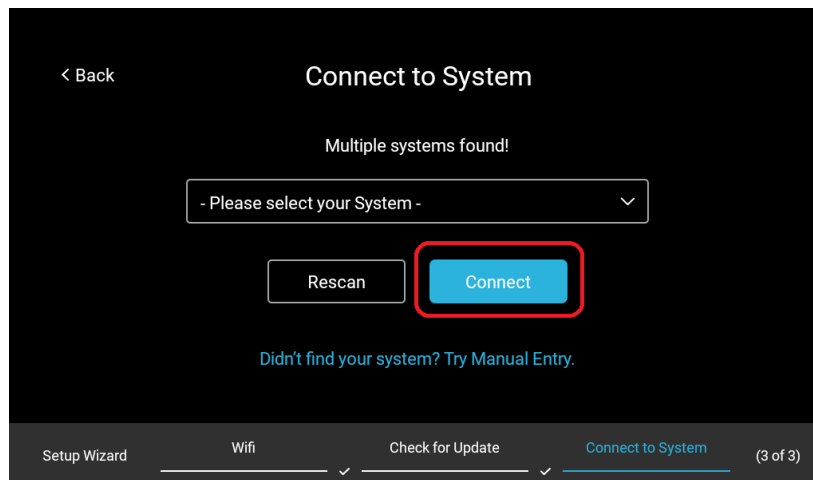 < Back
Connect to System
Multiple systems found!
- Please select your System -
Rescan
Connect
Didn't find your system? Try Manual Entry.
Setup Wizard
Wifi
Check for Update
Connect to System
(3 of 3)